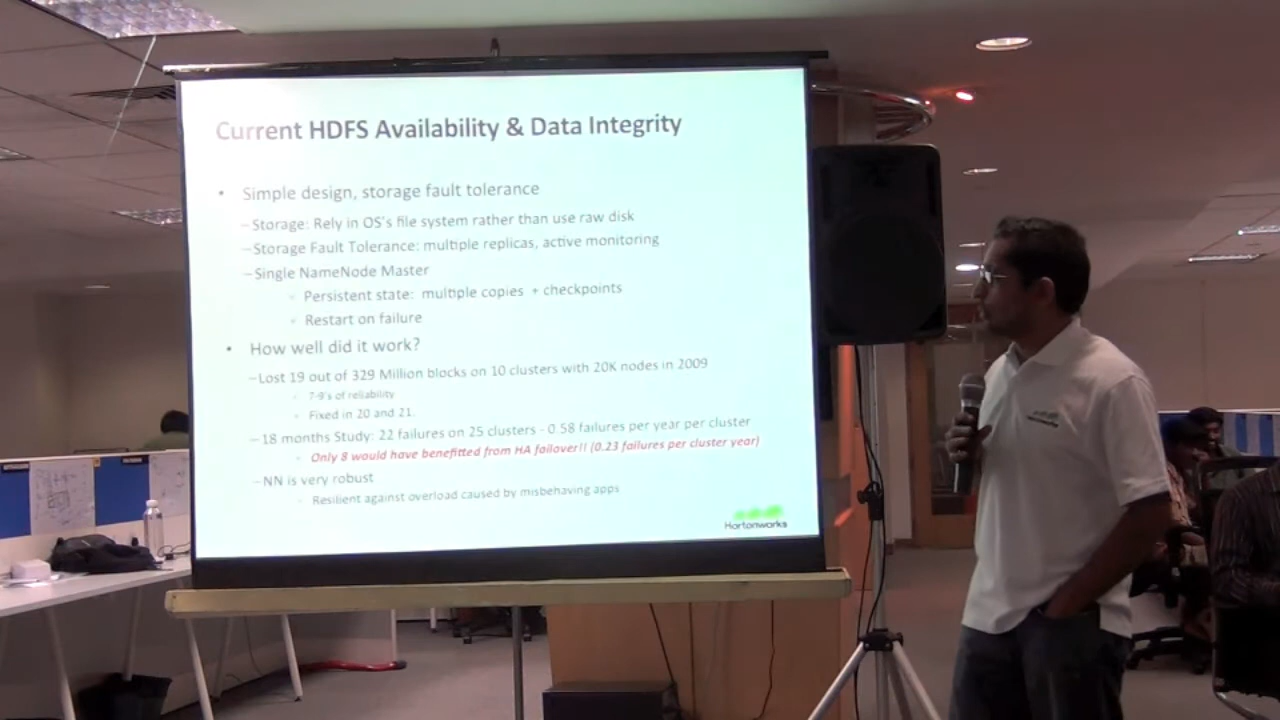 Current HDFS Availability & Data Integrity
• Simple design, storage fault tolerance
–Storage: Rely in OS's file system rather than use raw disk
–Storage Fault Tolerance: multiple replicas, active monitoring
–Single NameNode Master
◦ Persistent state: multiple copies + checkpoints
◦ Restart on failure
• How well did it work?
–Lost 19 out of 329 Million blocks on 10 clusters with 20K nodes in 2009
◦ 7-9's of reliability
◦ Fixed in 20 and 21.
–18 months Study: 22 failures on 25 clusters - 0.58 failures per year per cluster
◦ Only 8 would have benefitted from HA failover!! (0.23 failures per cluster year)
–NN is very robust
◦ Resilient against overload caused by misbehaving apps
Hortonworks